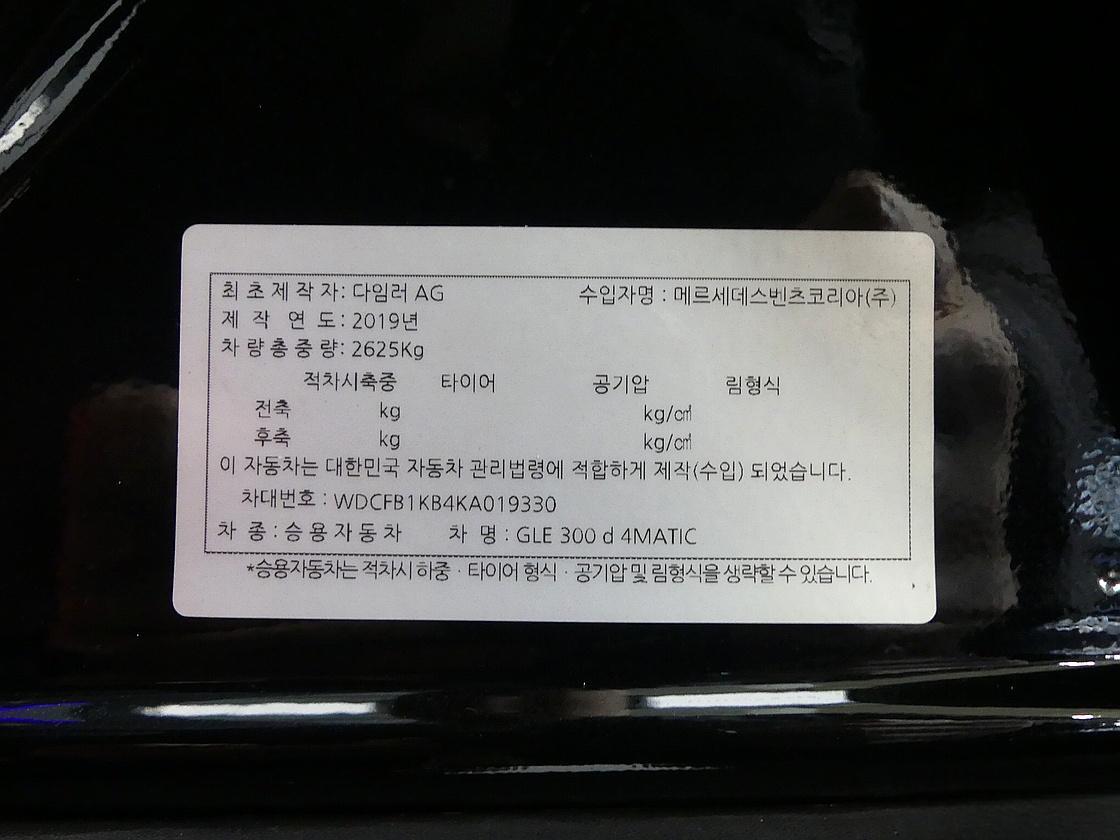 최초제작자: 다임러 AG 수입자명 : 메르세데스벤츠코리아(주)
제작 연도: 2019년
차량총중량: 2625Kg
적차시축중 타이어 공기압 림형식
전축 kg kg/㎠
후축 kg kg/㎠
이 자동차는 대한민국 자동차 관리법령에 적합하게 제작(수입) 되었습니다.
차대번호 : WDCFB1KB4KA019330
차 종 : 승용자동차 차 명 : GLE 300 d 4MATIC
*승용자동차는 적차시 하중 · 타이어 형식 · 공기압 및 림형식을 생략할 수 있습니다.